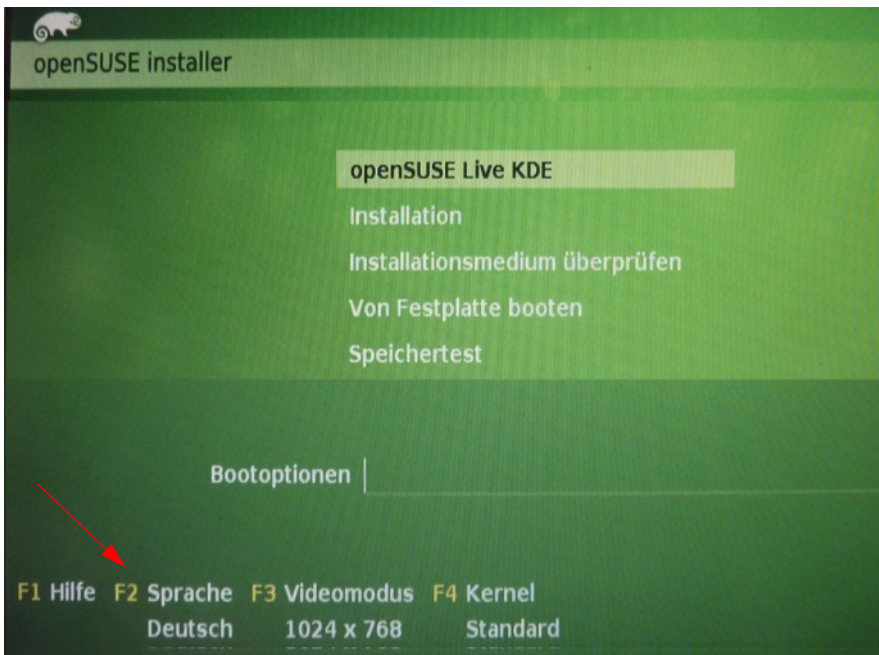 openSUSE installer
openSUSE Live KDE
Installation
Installationsmedium überprüfen
Von Festplatte booten
Speichertest
Bootoptionen
F1 Hilfe F2 Sprache F3 Videomodus F4 Kernel
Deutsch 1024 x 768 Standard